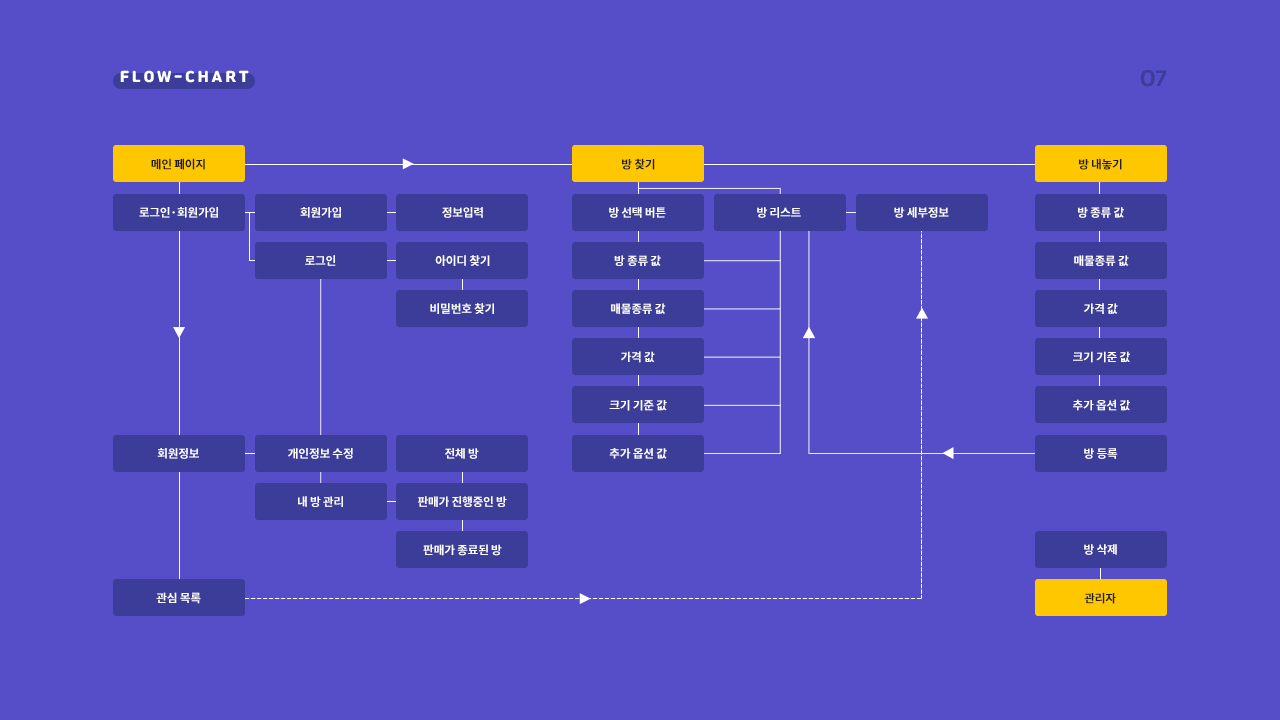 FLOW-CHART
07
메인 페이지
방 찾기
방 내놓기
로그인·회원가입
회원가입
정보입력
방 선택 버튼
방 리스트
방 세부정보
방 종류 값
로그인
아이디 찾기
방 종류 값
매물종류 값
비밀번호 찾기
매물종류 값
가격 값
가격 값
크기 기준 값
크기 기준 값
추가 옵션 값
회원정보
개인정보 수정
전체 방
추가 옵션 값
방 등록
내 방 관리
판매가 진행중인 방
판매가 종료된 방
방 삭제
관심 목록
관리자